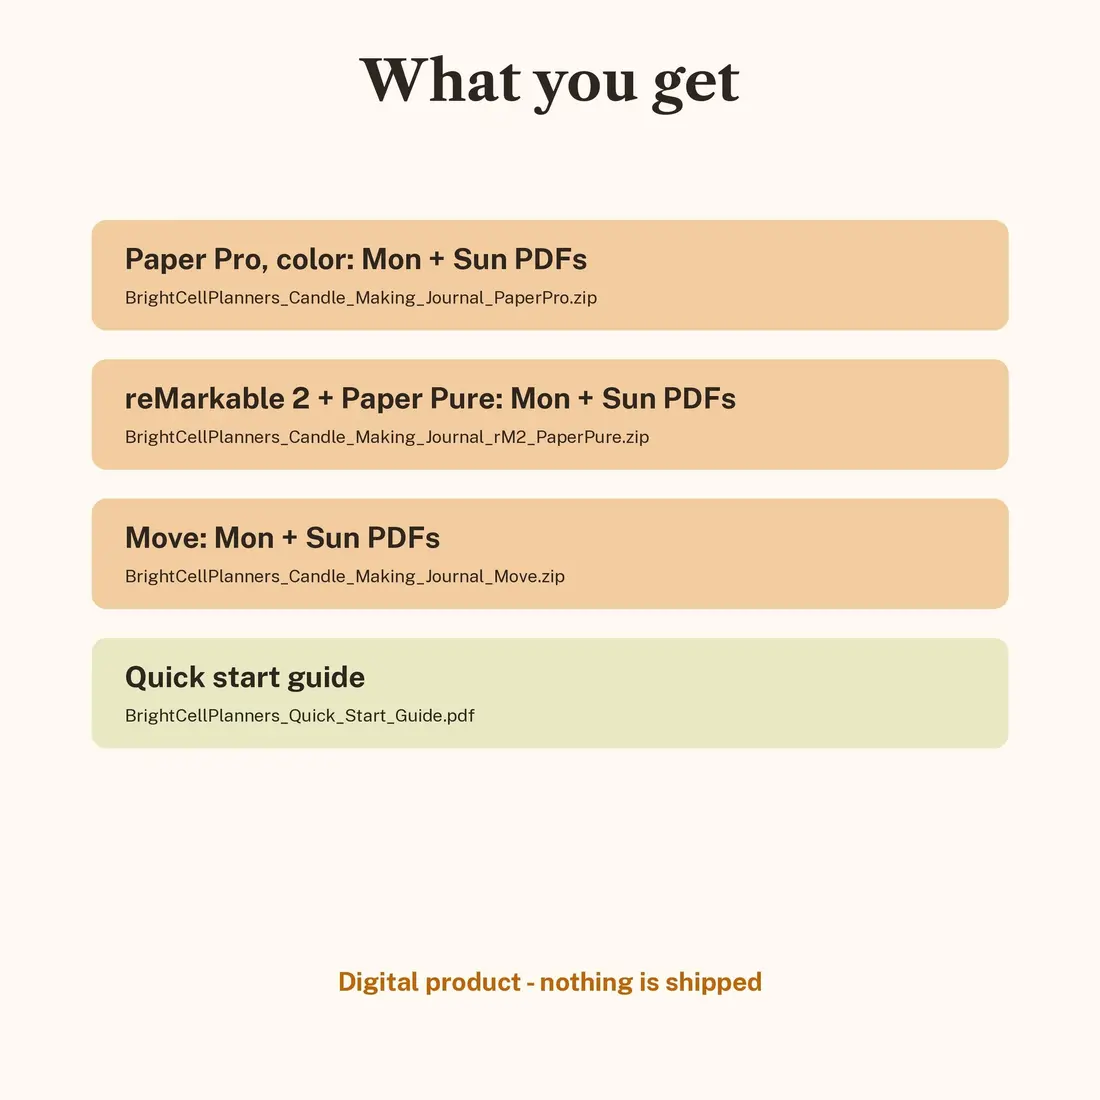 What you get
Paper Pro, color: Mon + Sun PDFs
BrightCellPlanners_Candle_Making_Journal_PaperPro.zip
reMarkable 2 + Paper Pure: Mon + Sun PDFs
BrightCellPlanners_Candle_Making_Journal_rM2_PaperPure.zip
Move: Mon + Sun PDFs
BrightCellPlanners_Candle_Making_Journal_Move.zip
Quick start guide
BrightCellPlanners_Quick_Start_Guide.pdf
Digital product - nothing is shipped